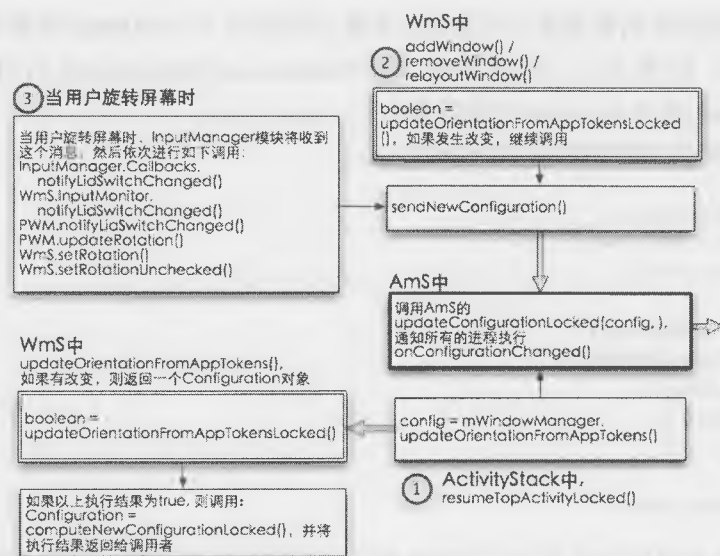 WmS中
② addWindow() /
removeWindow() /
relayoutWindow()
boolean =
updateOrientationFromAppTokensLocked
(), 如果发生改变，继续调用
③ 当用户旋转屏幕时
当用户旋转屏幕时，InputManager模块将收到
这个消息，然后依次进行如下调用:
InputManager.Callbacks.
notifyLidSwitchChanged()
WmS.InputMonitor.
notifyLidSwitchChanged()
PWM.notifyLidSwitchChanged()
PWM.updateRotation()
WmS.setRotation()
WmS.setRotationUnchecked()
sendNewConfiguration()
AmS中
调用AmS的
updateConfigurationLocked(config, ),
通知所有的进程执行
onConfigurationChanged()
WmS中
updateOrientationFromAppTokens(),
如果有改变，则返回一个Configuration对象
boolean =
updateOrientationFromAppTokensLocked()
config = mWindowManager.
updateOrientationFromAppTokens()
① ActivityStack中,
resumeTopActivityLocked()
如果以上执行结果为true, 则调用:
Configuration =
computeNewConfigurationLocked(), 并将
执行结果返回给调用者